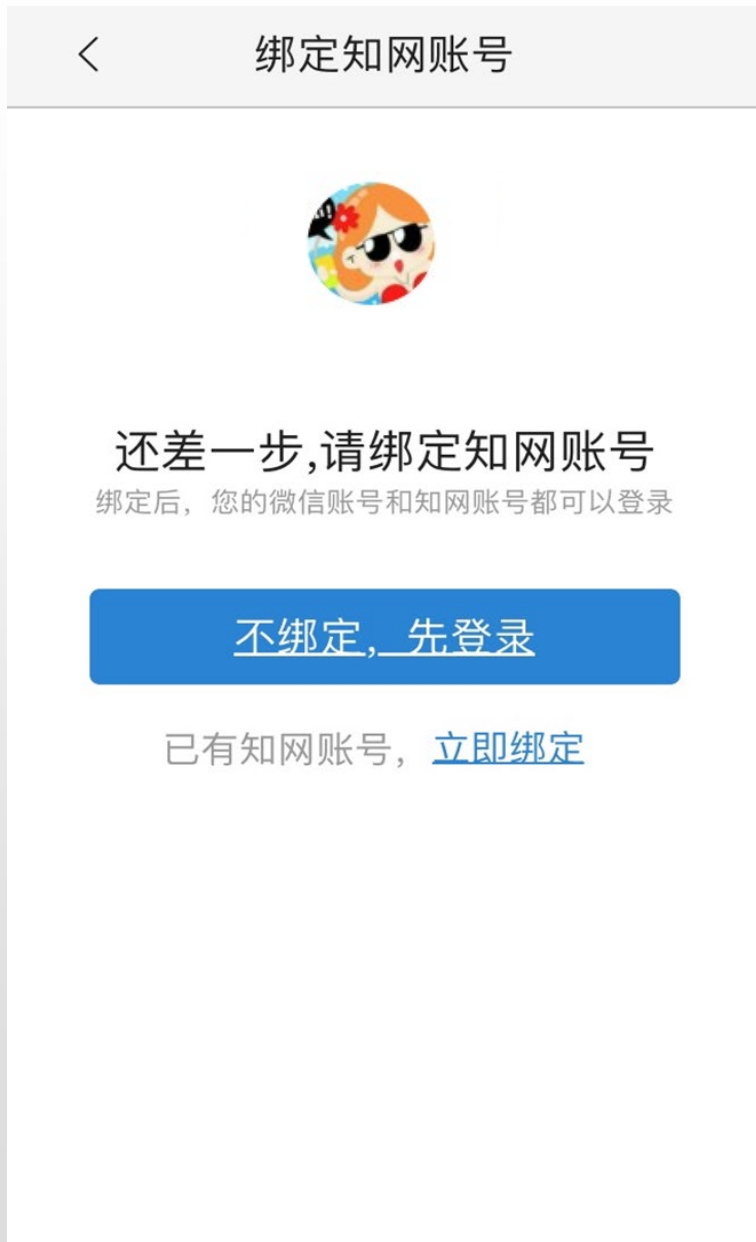 绑定知网账号
还差一步,请绑定知网账号
绑定后，您的微信账号和知网账号都可以登录
不绑定，先登录
已有知网账号，立即绑定